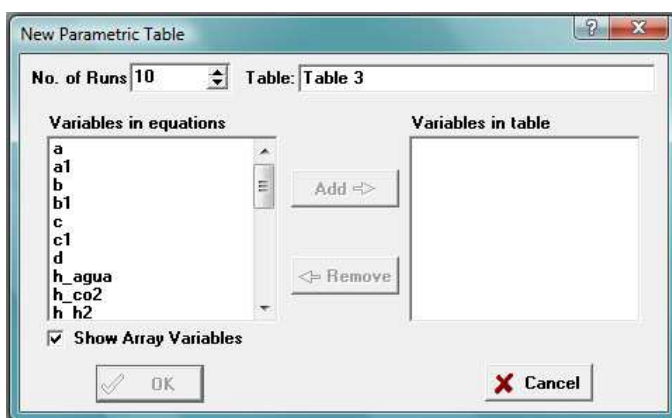 New Parametric Table
?
No. of Runs 10 Table: Table 3
Variables in equations Variables in table
a
a1
b
b1
c
c1
d
h_agua
h_co2
h_h2
Add
Remove
Show Array Variables
OK Cancel